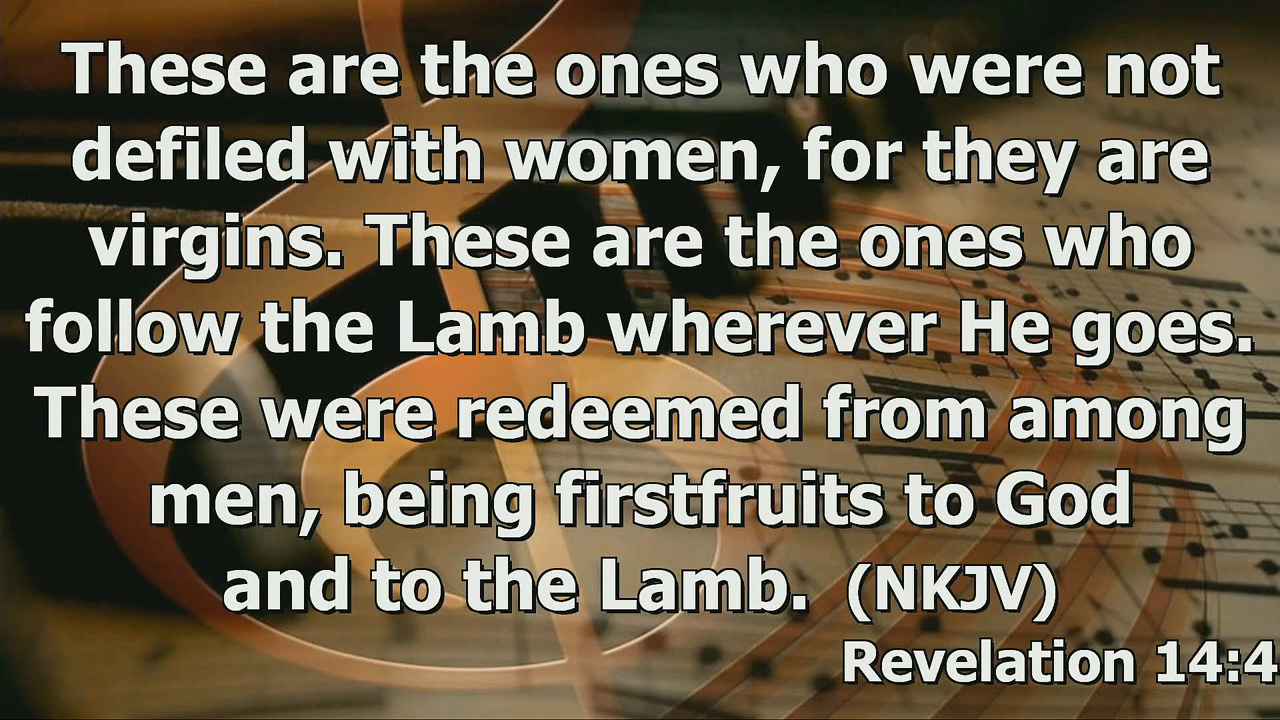 These are the ones who were not
defiled with women, for they are
virgins. These are the ones who
follow the Lamb wherever He goes.
These were redeemed from among
men, being firstfruits to God
and to the Lamb. (NKJV)
Revelation 14:4